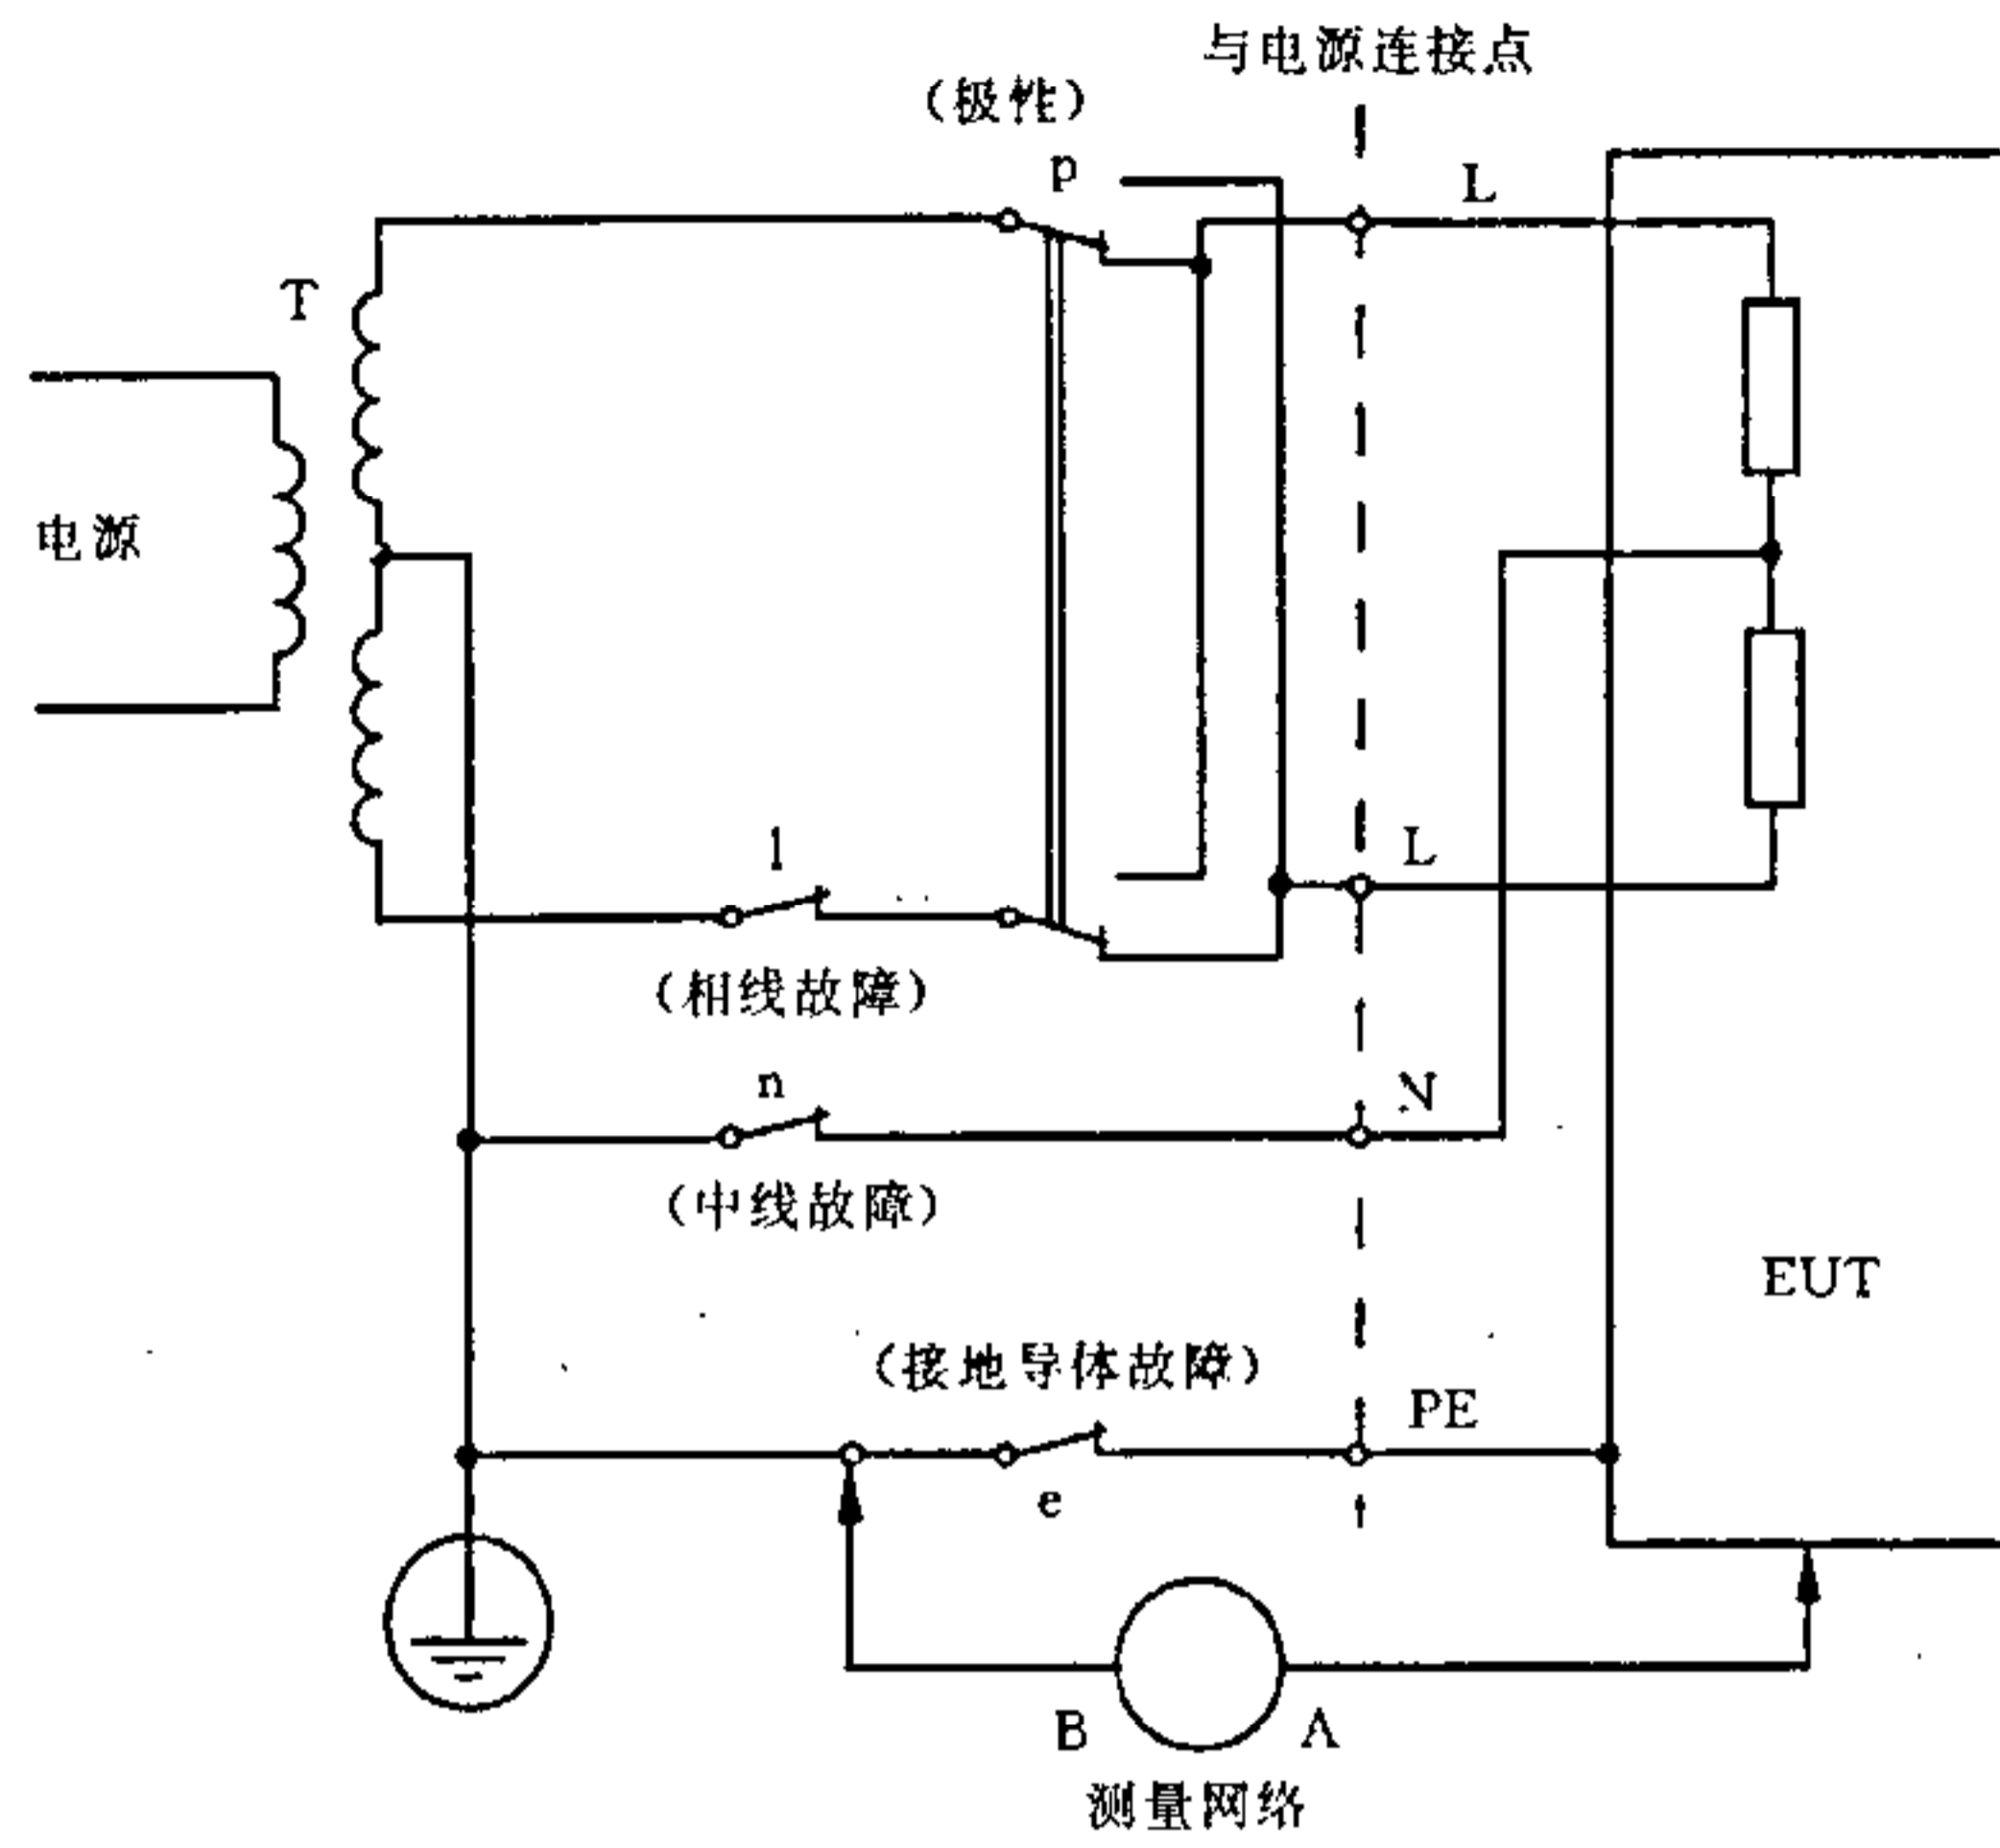 与电源连接点
(极性)
p
L
T
电源
l
L
(相线故障)
n
N
(中线故障)
EUT
(接地导体故障)
PE
e
B
A
测量网络